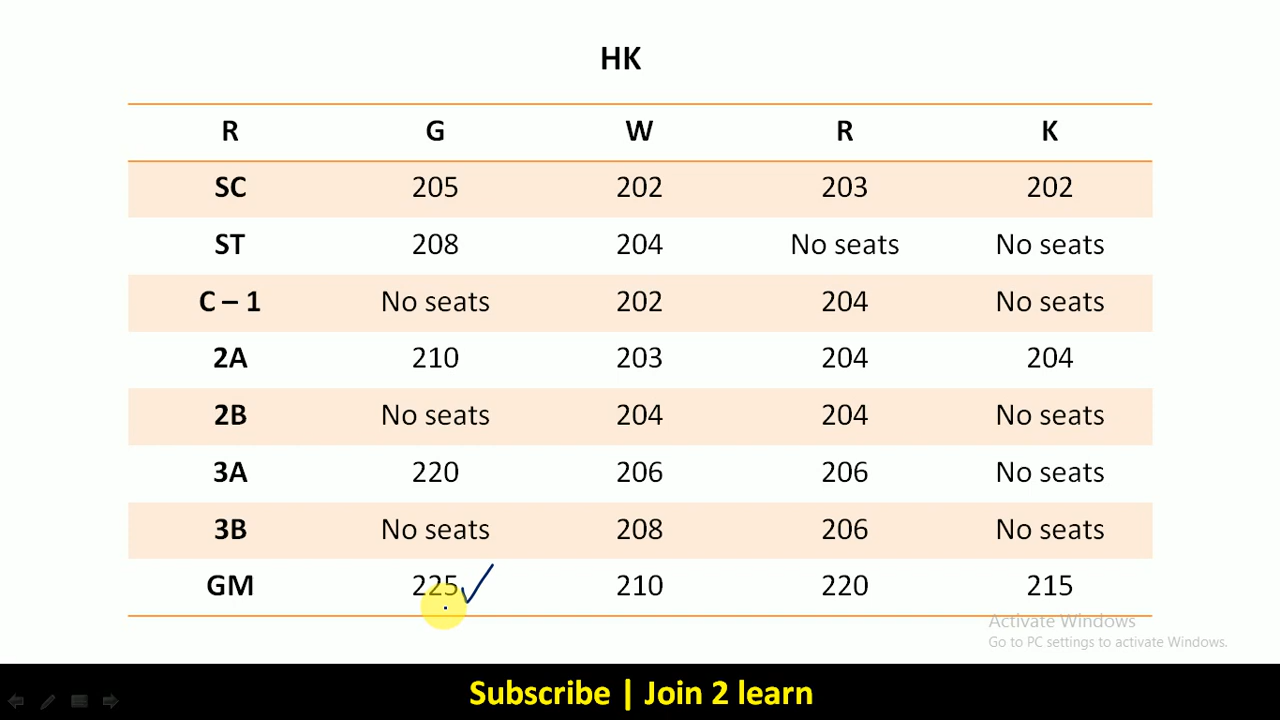 HK
R G W R K
SC 205 202 203 202
ST 208 204 No seats No seats
C – 1 No seats 202 204 No seats
2A 210 203 204 204
2B No seats 204 204 No seats
3A 220 206 206 No seats
3B No seats 208 206 No seats
GM 225 210 220 215
Activate Windows
Go to PC settings to activate Windows.
Subscribe | Join 2 learn